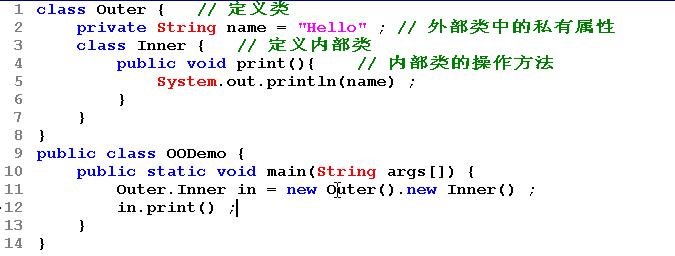 1 class Outer {   // 定义类
2     private String name = "Hello" ; // 外部类中的私有属性
3     class Inner {   // 定义内部类
4         public void print(){    // 内部类的操作方法
5             System.out.println(name) ;
6         }
7     }
8 }
9 public class OODemo {
10     public static void main(String args[]) {
11         Outer.Inner in = new Outer().new Inner() ;
12         in.print() ;
13     }
14 }